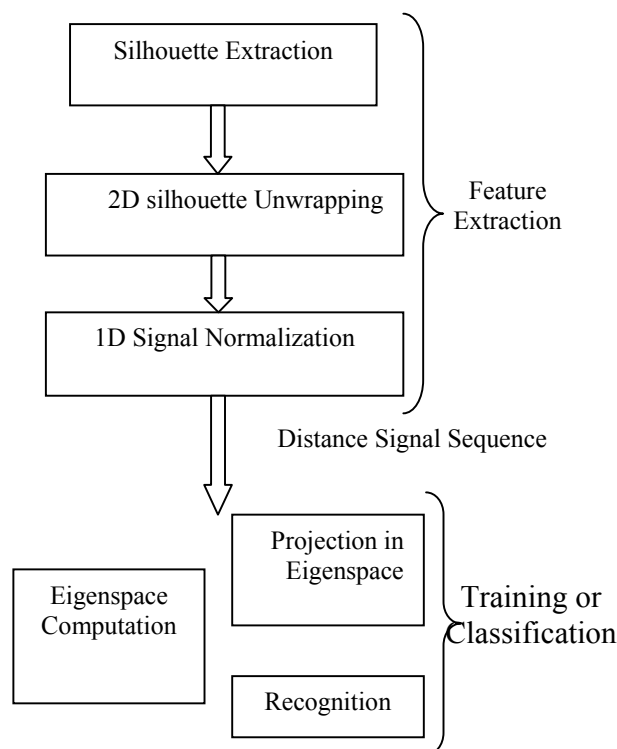 Silhouette Extraction
2D silhouette Unwrapping
1D Signal Normalization
Feature
Extraction
Distance Signal Sequence
Projection in
Eigenspace
Eigenspace
Computation
Training or
Classification
Recognition